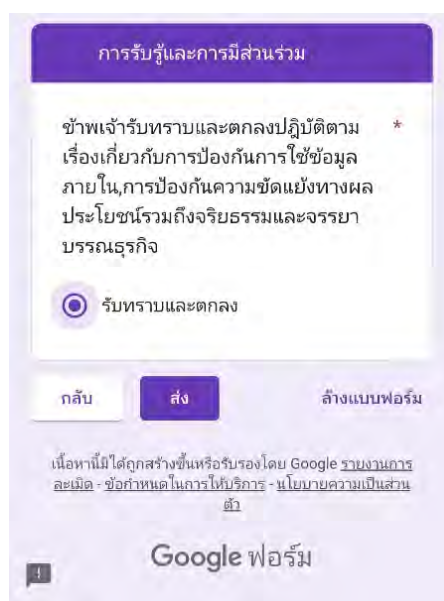 การรับรู้และการมีส่วนร่วม
ข้าพเจ้ารับทราบและตกลงปฎิบัติตาม *
เรื่องเกี่ยวกับการป้องกันการใช้ข้อมูล
ภายใน,การป้องกันความขัดแย้งทางผล
ประโยชน์รวมถึงจริยธรรมและจรรยา
บรรณธุรกิจ
รับทราบและตกลง
กลับ ส่ง ล้างแบบฟอร์ม
เนื้อหานี้มิได้ถูกสร้างขึ้นหรือรับรองโดย Google รายงานการ
ละเมิด - ข้อกำหนดในการให้บริการ - นโยบายความเป็นส่วน
ตัว
Google ฟอร์ม